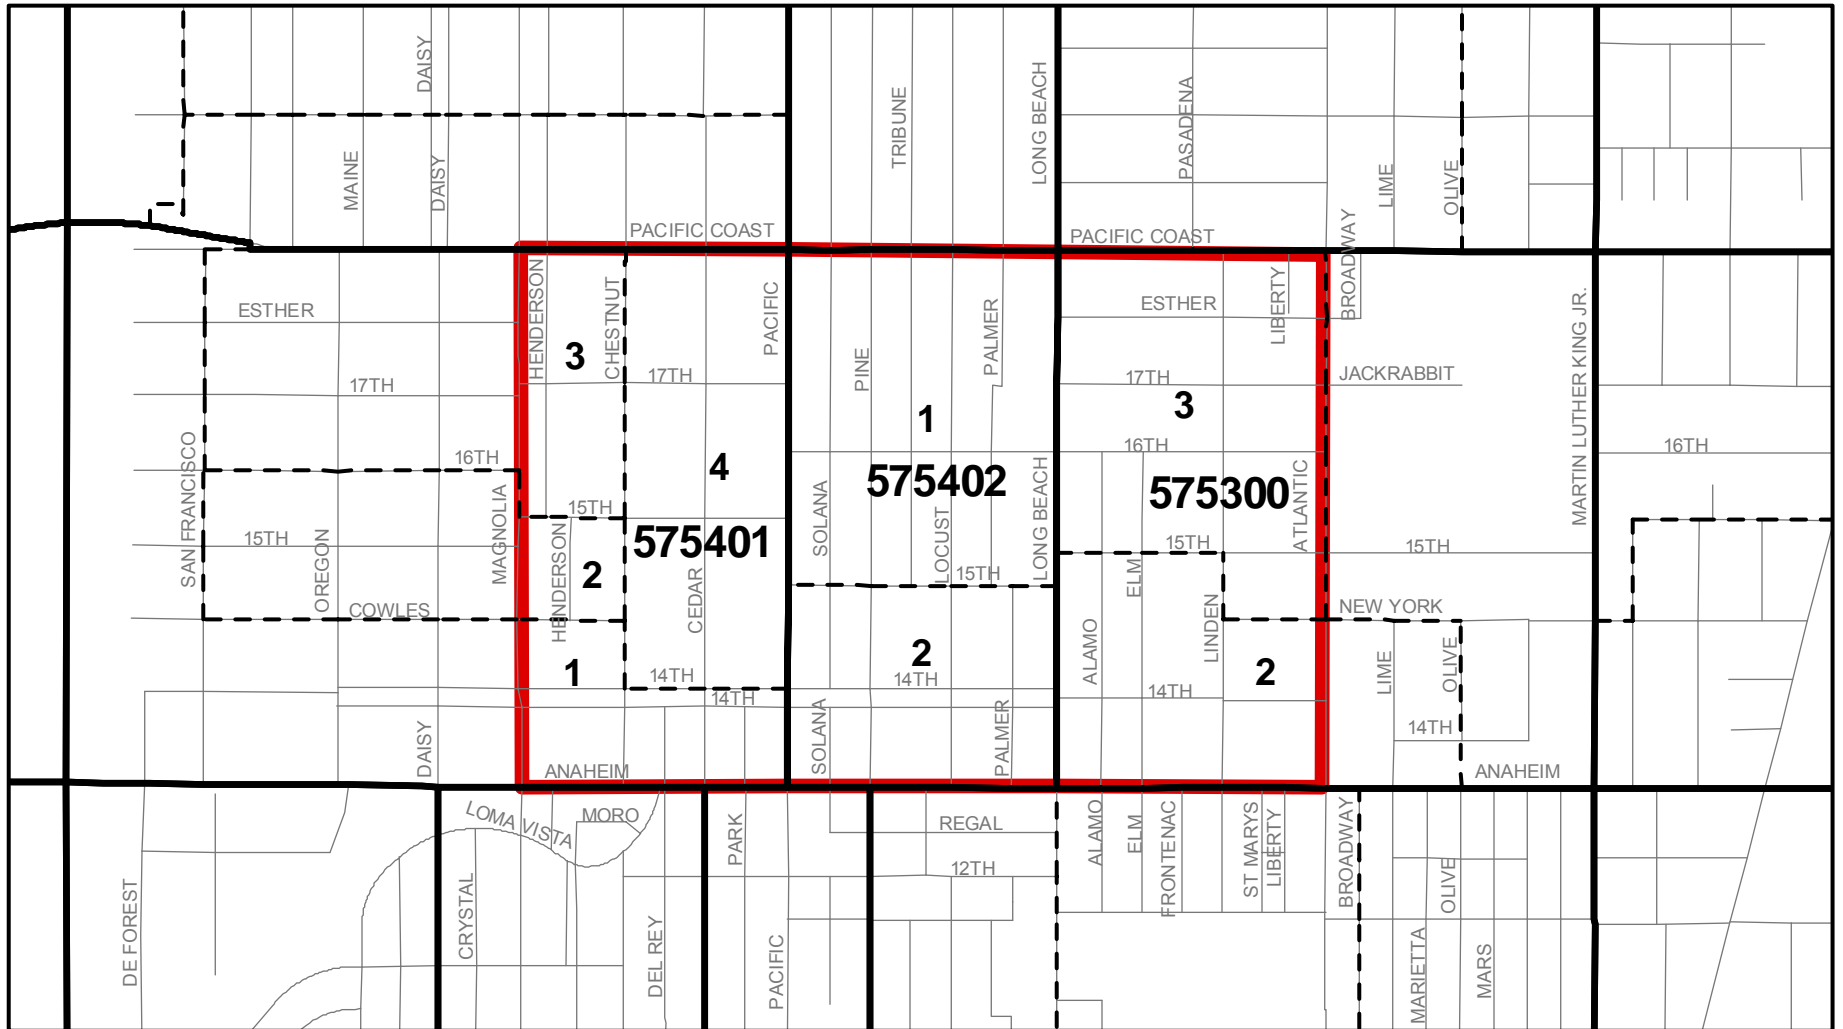 DAISY
TRIBUNE
LONG BEACH
PASADENA
MAINE
DAISY
LIME
OLIVE
PACIFIC COAST
PACIFIC COAST
BROADWAY
HENDERSON
CHESTNUT
PACIFIC
ESTHER
PALMER
ESTHER
LIBERTY
MARTIN LUTHER KING JR.
3
PINE
17TH
17TH
17TH
JACKRABBIT
1
3
16TH
4
16TH
16TH
SAN FRANCISCO
MAGNOLIA
575402
575300
ATLANTIC
15TH
SOLANA
LOCUST
LONG BEACH
15TH
OREGON
575401
15TH
15TH
HENDERSON
2
CEDAR
15TH
ELM
COWLES
LINDEN
NEW YORK
ALAMO
1
14TH
2
14TH
2
LIME
OLIVE
14TH
14TH
DAISY
SOLANA
PALMER
14TH
ANAHEIM
ANAHEIM
LOMA VISTA
MORO
PARK
REGAL
ALAMO
ELM
FRONTENAC
ST MARYS
LIBERTY
BROADWAY
12TH
OLIVE
DE FOREST
CRYSTAL
DEL REY
PACIFIC
MARIETTA
MARS